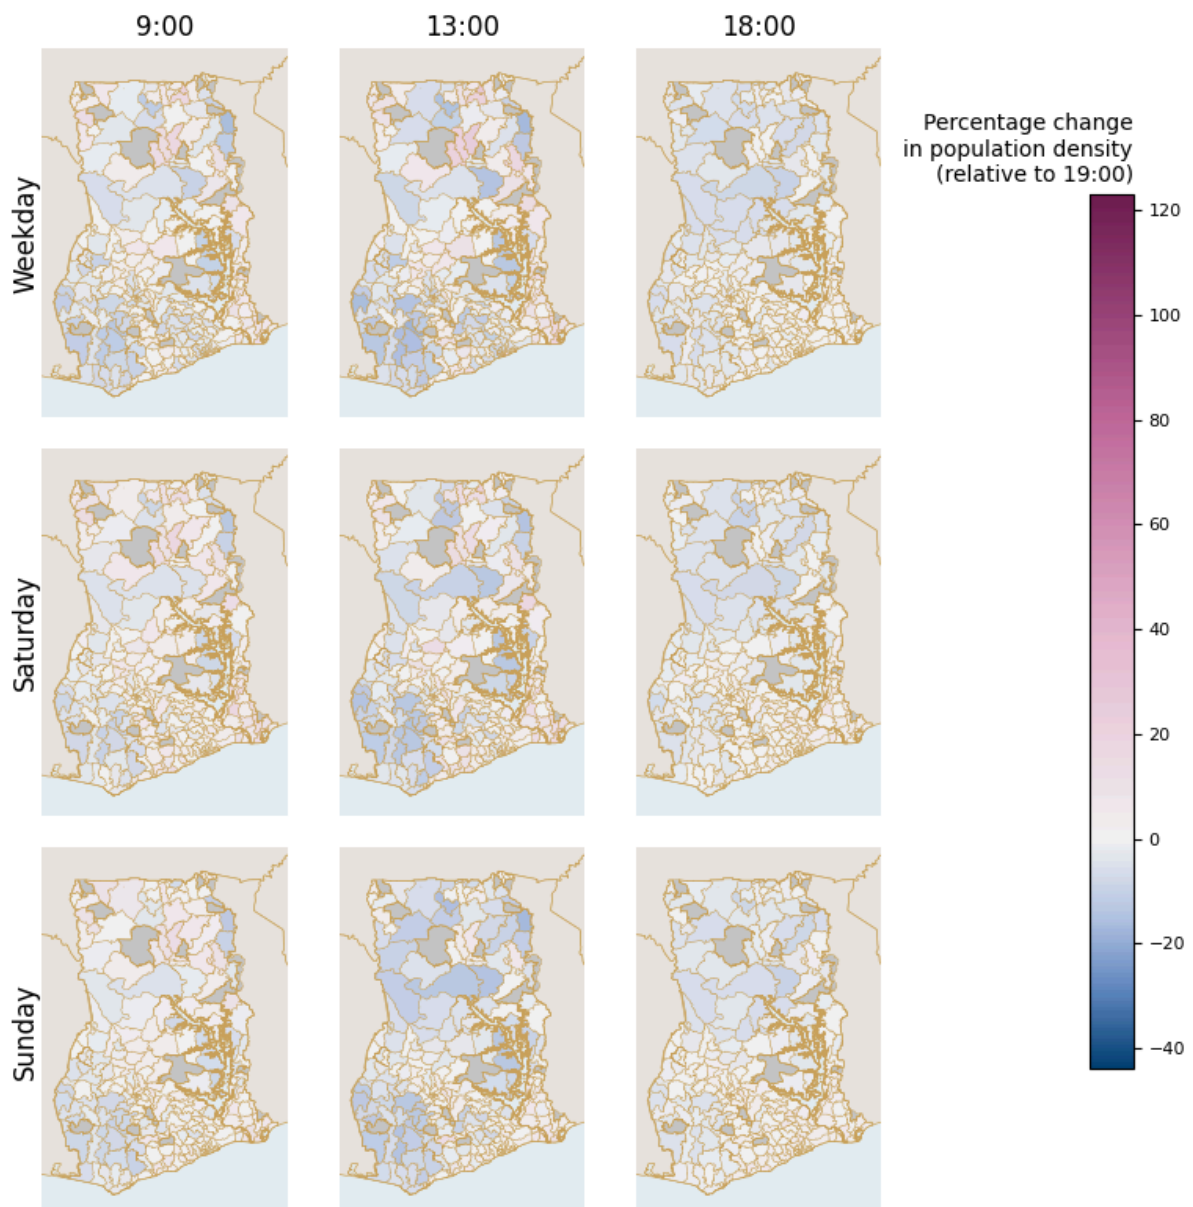 9:00
13:00
18:00
Percentage change
in population density
(relative to 19:00)
120
100
80
60
40
20
0
−20
−40
Weekday
Saturday
Sunday